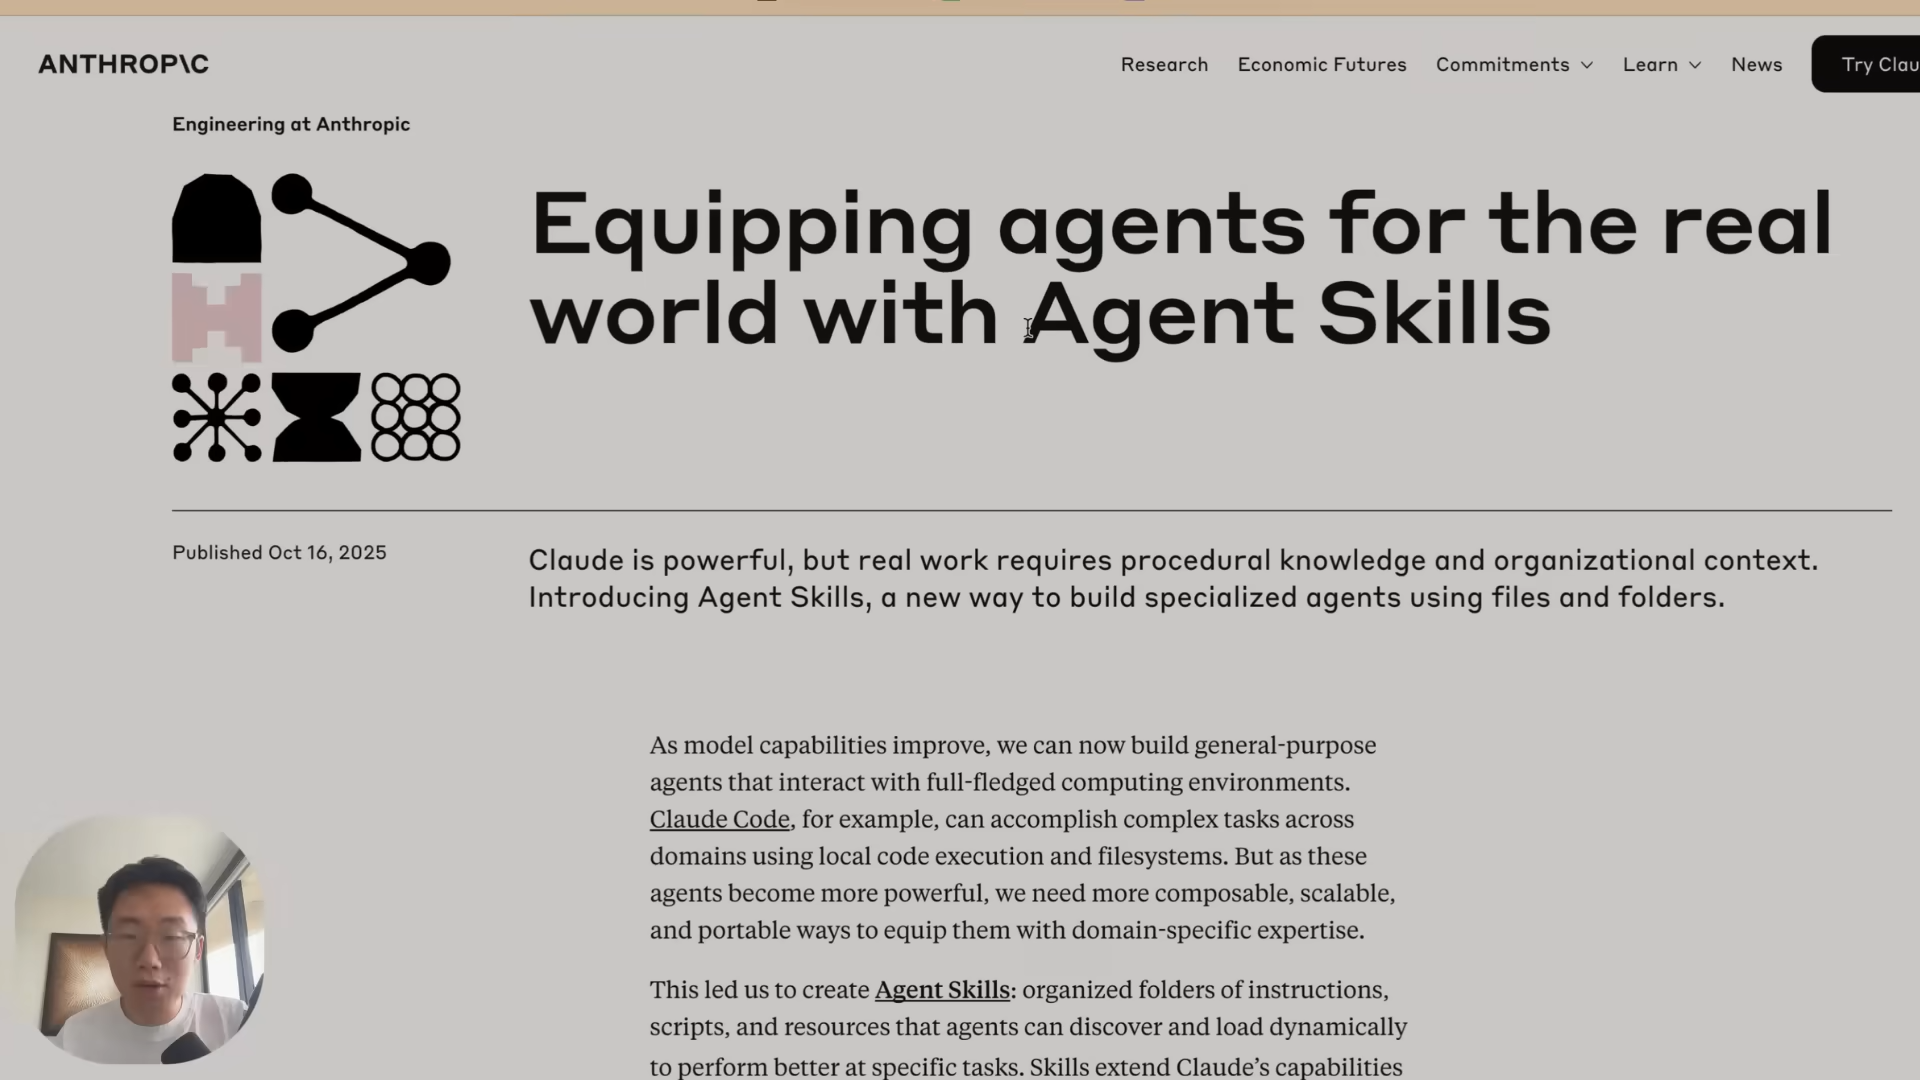 ANTHROP\C
Research Economic Futures Commitments Learn News Try Clau
Engineering at Anthropic
Equipping agents for the real
world with Agent Skills
Published Oct 16, 2025
Claude is powerful, but real work requires procedural knowledge and organizational context.
Introducing Agent Skills, a new way to build specialized agents using files and folders.
As model capabilities improve, we can now build general-purpose
agents that interact with full-fledged computing environments.
Claude Code, for example, can accomplish complex tasks across
domains using local code execution and filesystems. But as these
agents become more powerful, we need more composable, scalable,
and portable ways to equip them with domain-specific expertise.
This led us to create Agent Skills: organized folders of instructions,
scripts, and resources that agents can discover and load dynamically
to perform better at specific tasks. Skills extend Claude’s capabilities